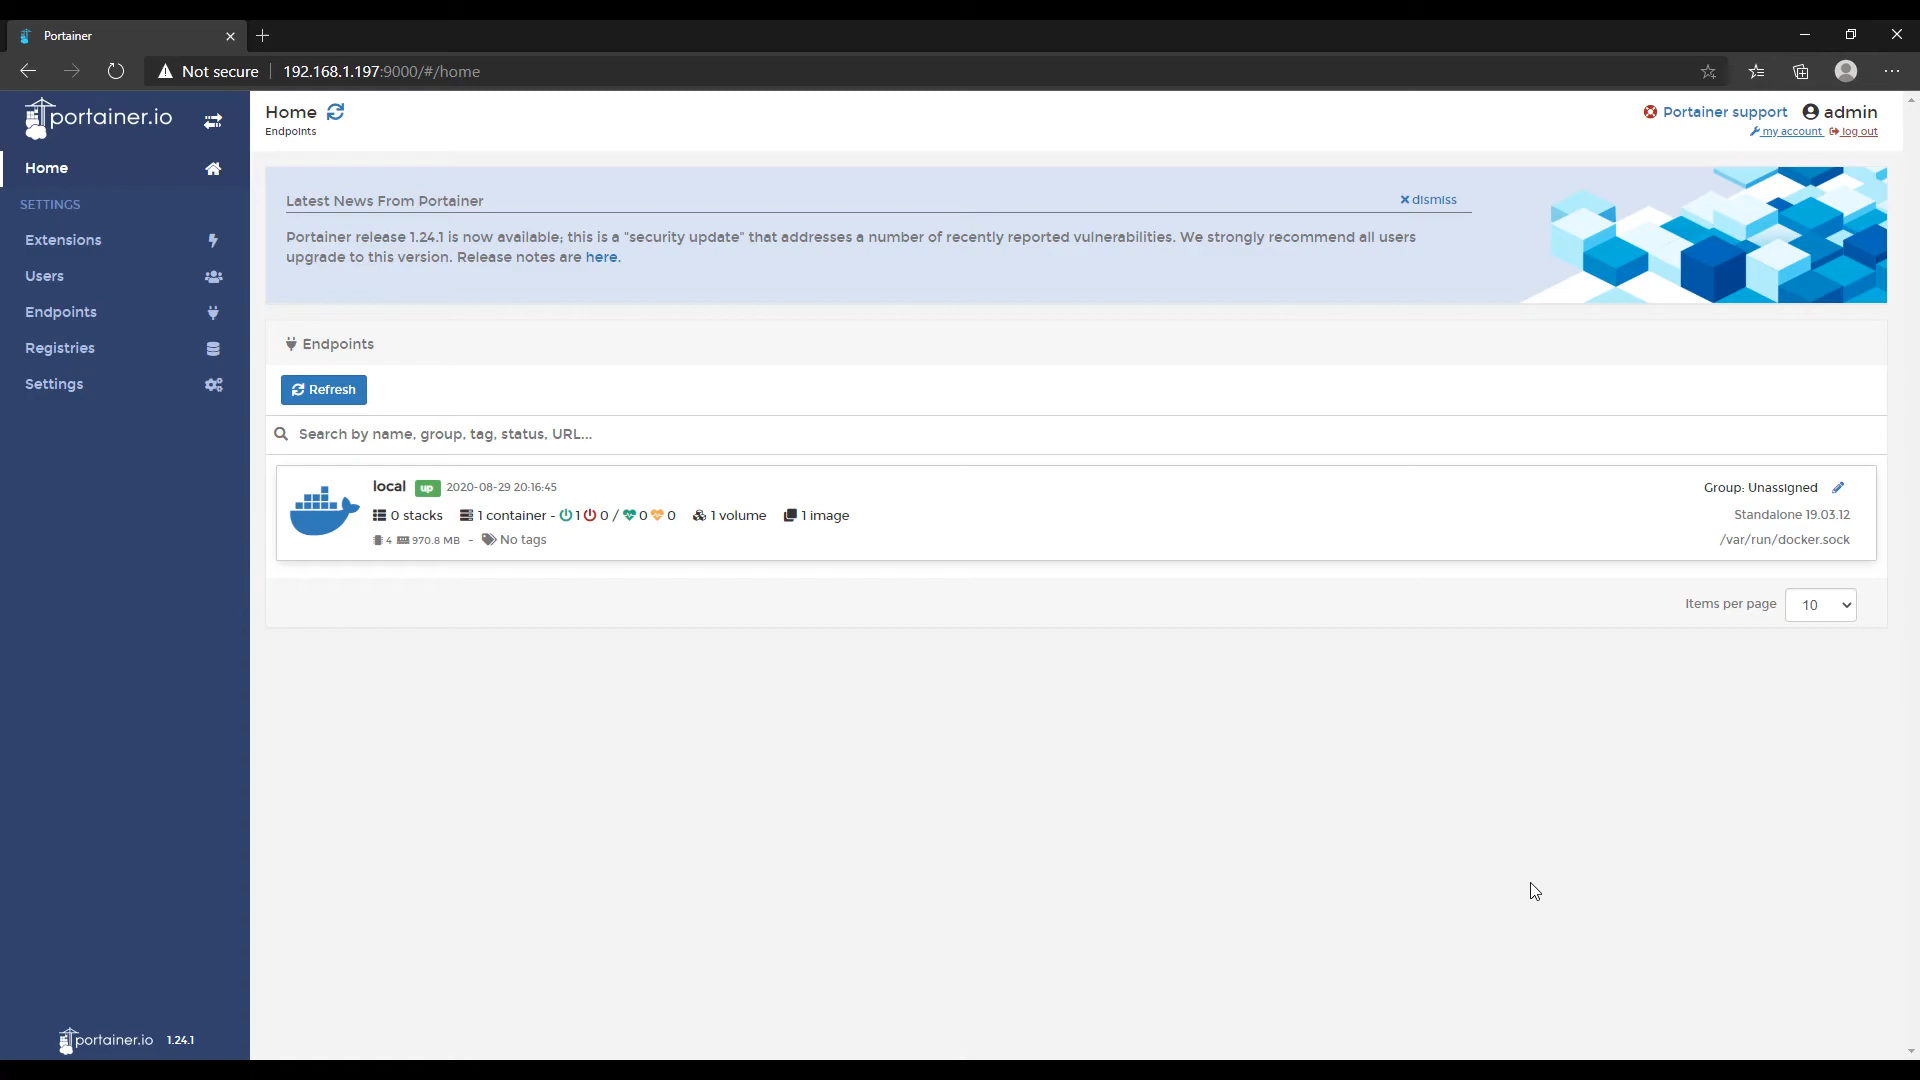 Portainer
Not secure 192.168.1.197:9000/#/home
portainer.io
Home
SETTINGS
Extensions
Users
Endpoints
Registries
Settings
portainer.io 1.24.1
Home
Endpoints
Portainer support admin
my account log out
Latest News From Portainer
dismiss
Portainer release 1.24.1 is now available; this is a "security update" that addresses a number of recently reported vulnerabilities. We strongly recommend all users
upgrade to this version. Release notes are here.
Endpoints
Refresh
Search by name, group, tag, status, URL...
local up 2020-08-29 20:16:45
Group: Unassigned
0 stacks 1 container - 1 0 / 0 0 1 volume 1 image
Standalone 19.03.12
4 970.8 MB - No tags
/var/run/docker.sock
Items per page 10